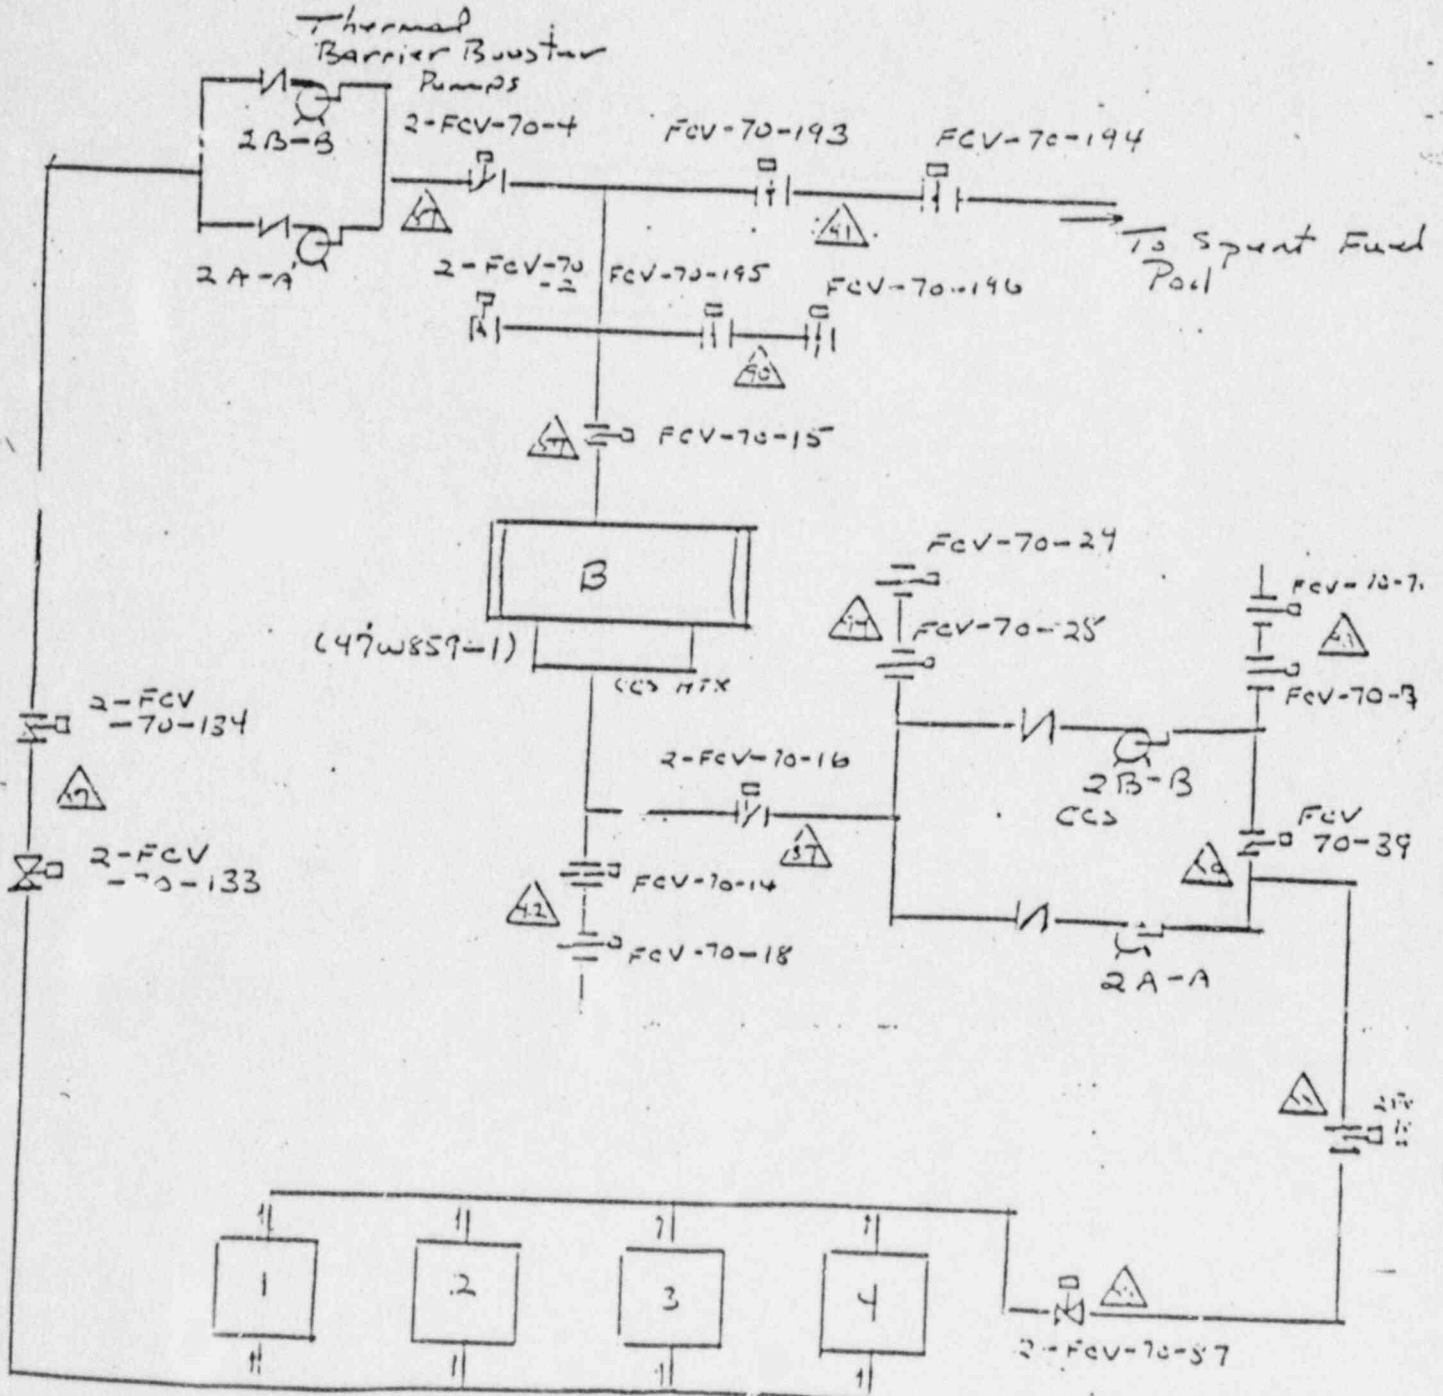 Thermal
Barrier Booster
Pumps
2B-B
2-FCV-70-4
FCV-70-193
FCV-70-194
2A-A
41
To Spent Fuel
Pool
2-FCV-70
-2
FCV-70-195
FCV-70-196
90
FCV-70-15
B
(47W859-1)
CCS HTX
FCV-70-24
FCV-70-25
2-FCV
-70-134
2-FCV-70-16
2B-B
CCS
FCV
70-39
2-FCV
-70-133
FCV-70-14
42
FCV-70-18
2A-A
1
2
3
4
2-FCV-70-87